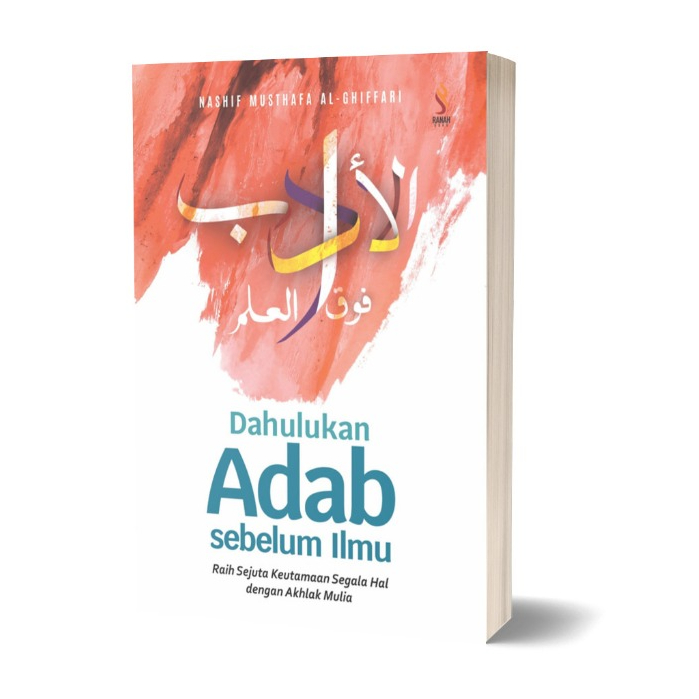 NASHIF MUSTHAFA AL-GHIFFARI
RANAH
الأدب
فوق العلم
Dahulukan
Adab
sebelum Ilmu
Raih Sejuta Keutamaan Segala Hal
dengan Akhlak Mulia